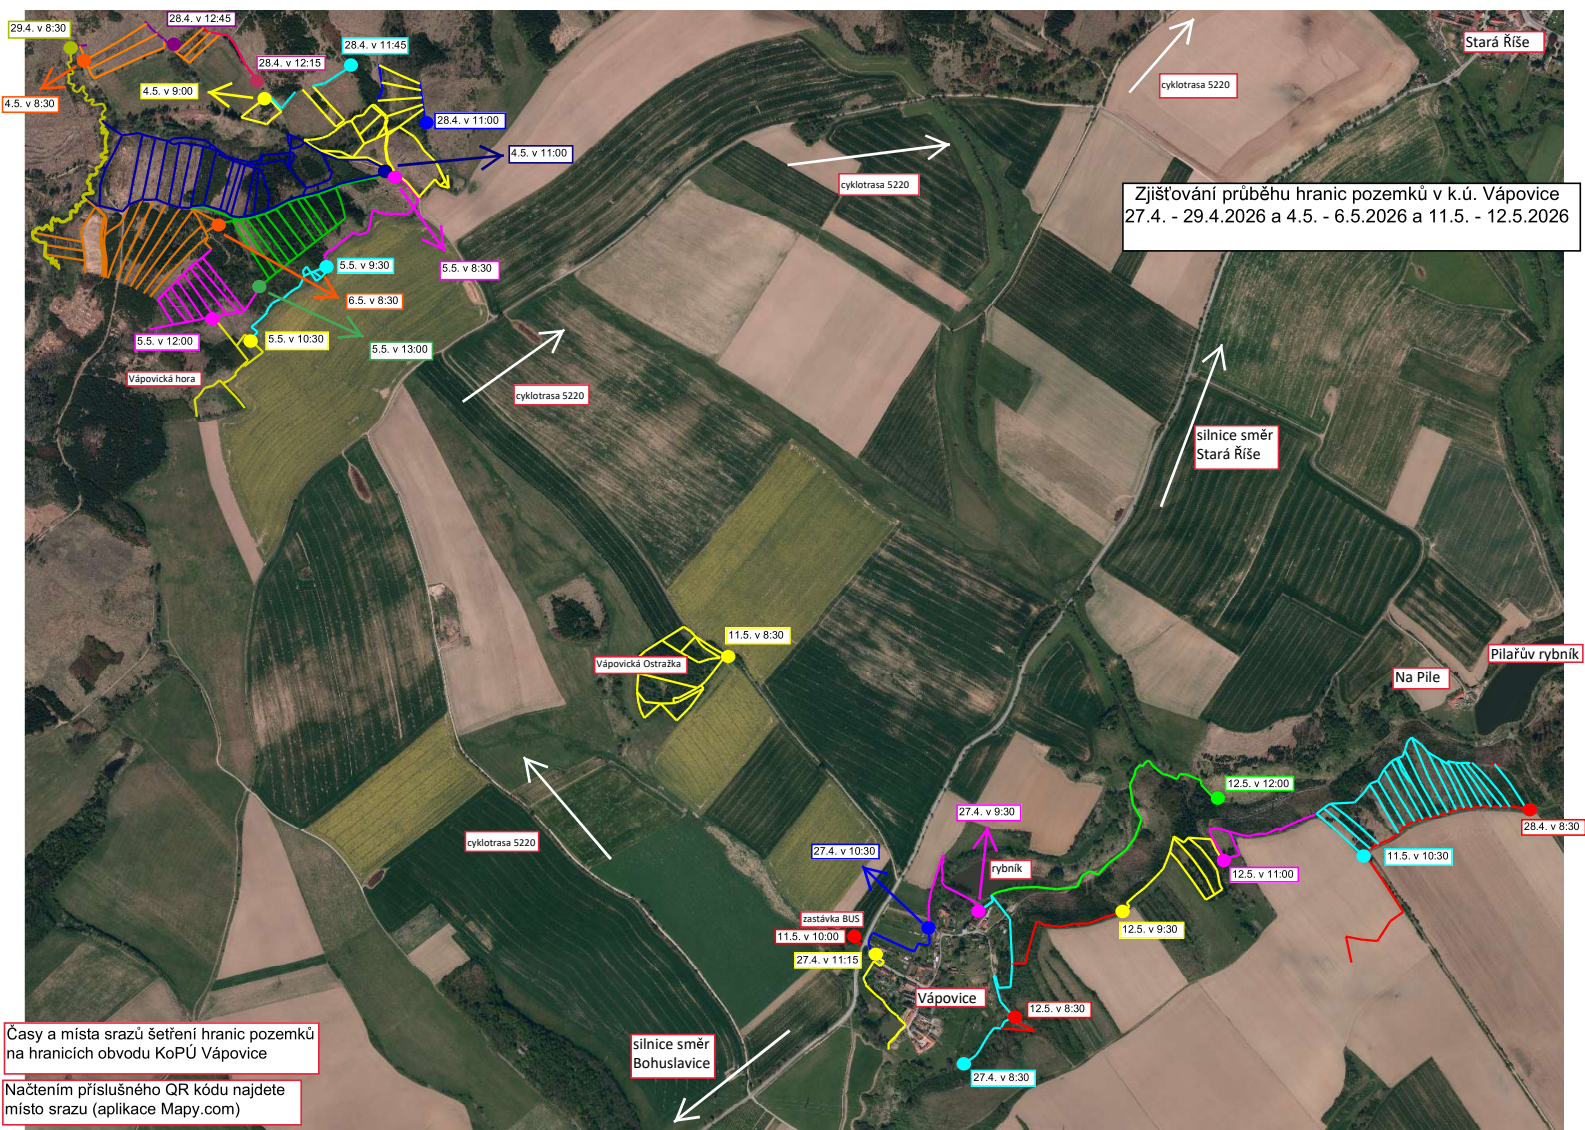 28.4. v 12:45
29.4. v 8:30
Stará Říše
28.4. v 11:45
28.4. v 12:15
cyklotrasa 5220
4.5. v 9:00
4.5. v 8:30
28.4. v 11:00
4.5. v 11:00
cyklotrasa 5220
Zjišťování průběhu hranic pozemků v k.ú. Vápovice
27.4. - 29.4.2026 a 4.5. - 6.5.2026 a 11.5. - 12.5.2026
5.5. v 9:30
5.5. v 8:30
6.5. v 8:30
5.5. v 12:00
5.5. v 10:30
5.5. v 13:00
Vápovická hora
cyklotrasa 5220
silnice směr
Stará Říše
11.5. v 8:30
Vápovická Ostražka
Pilařův rybník
Na Pile
12.5. v 12:00
27.4. v 9:30
28.4. v 8:30
cyklotrasa 5220
27.4. v 10:30
11.5. v 10:30
rybník
12.5. v 11:00
zastávka BUS
11.5. v 10:00
12.5. v 9:30
27.4. v 11:15
Vápovice
12.5. v 8:30
Časy a místa srazů šetření hranic pozemků
na hranicích obvodu KoPÚ Vápovice
silnice směr
Bohuslavice
27.4. v 8:30
Načtením příslušného QR kódu najdete
místo srazu (aplikace Mapy.com)